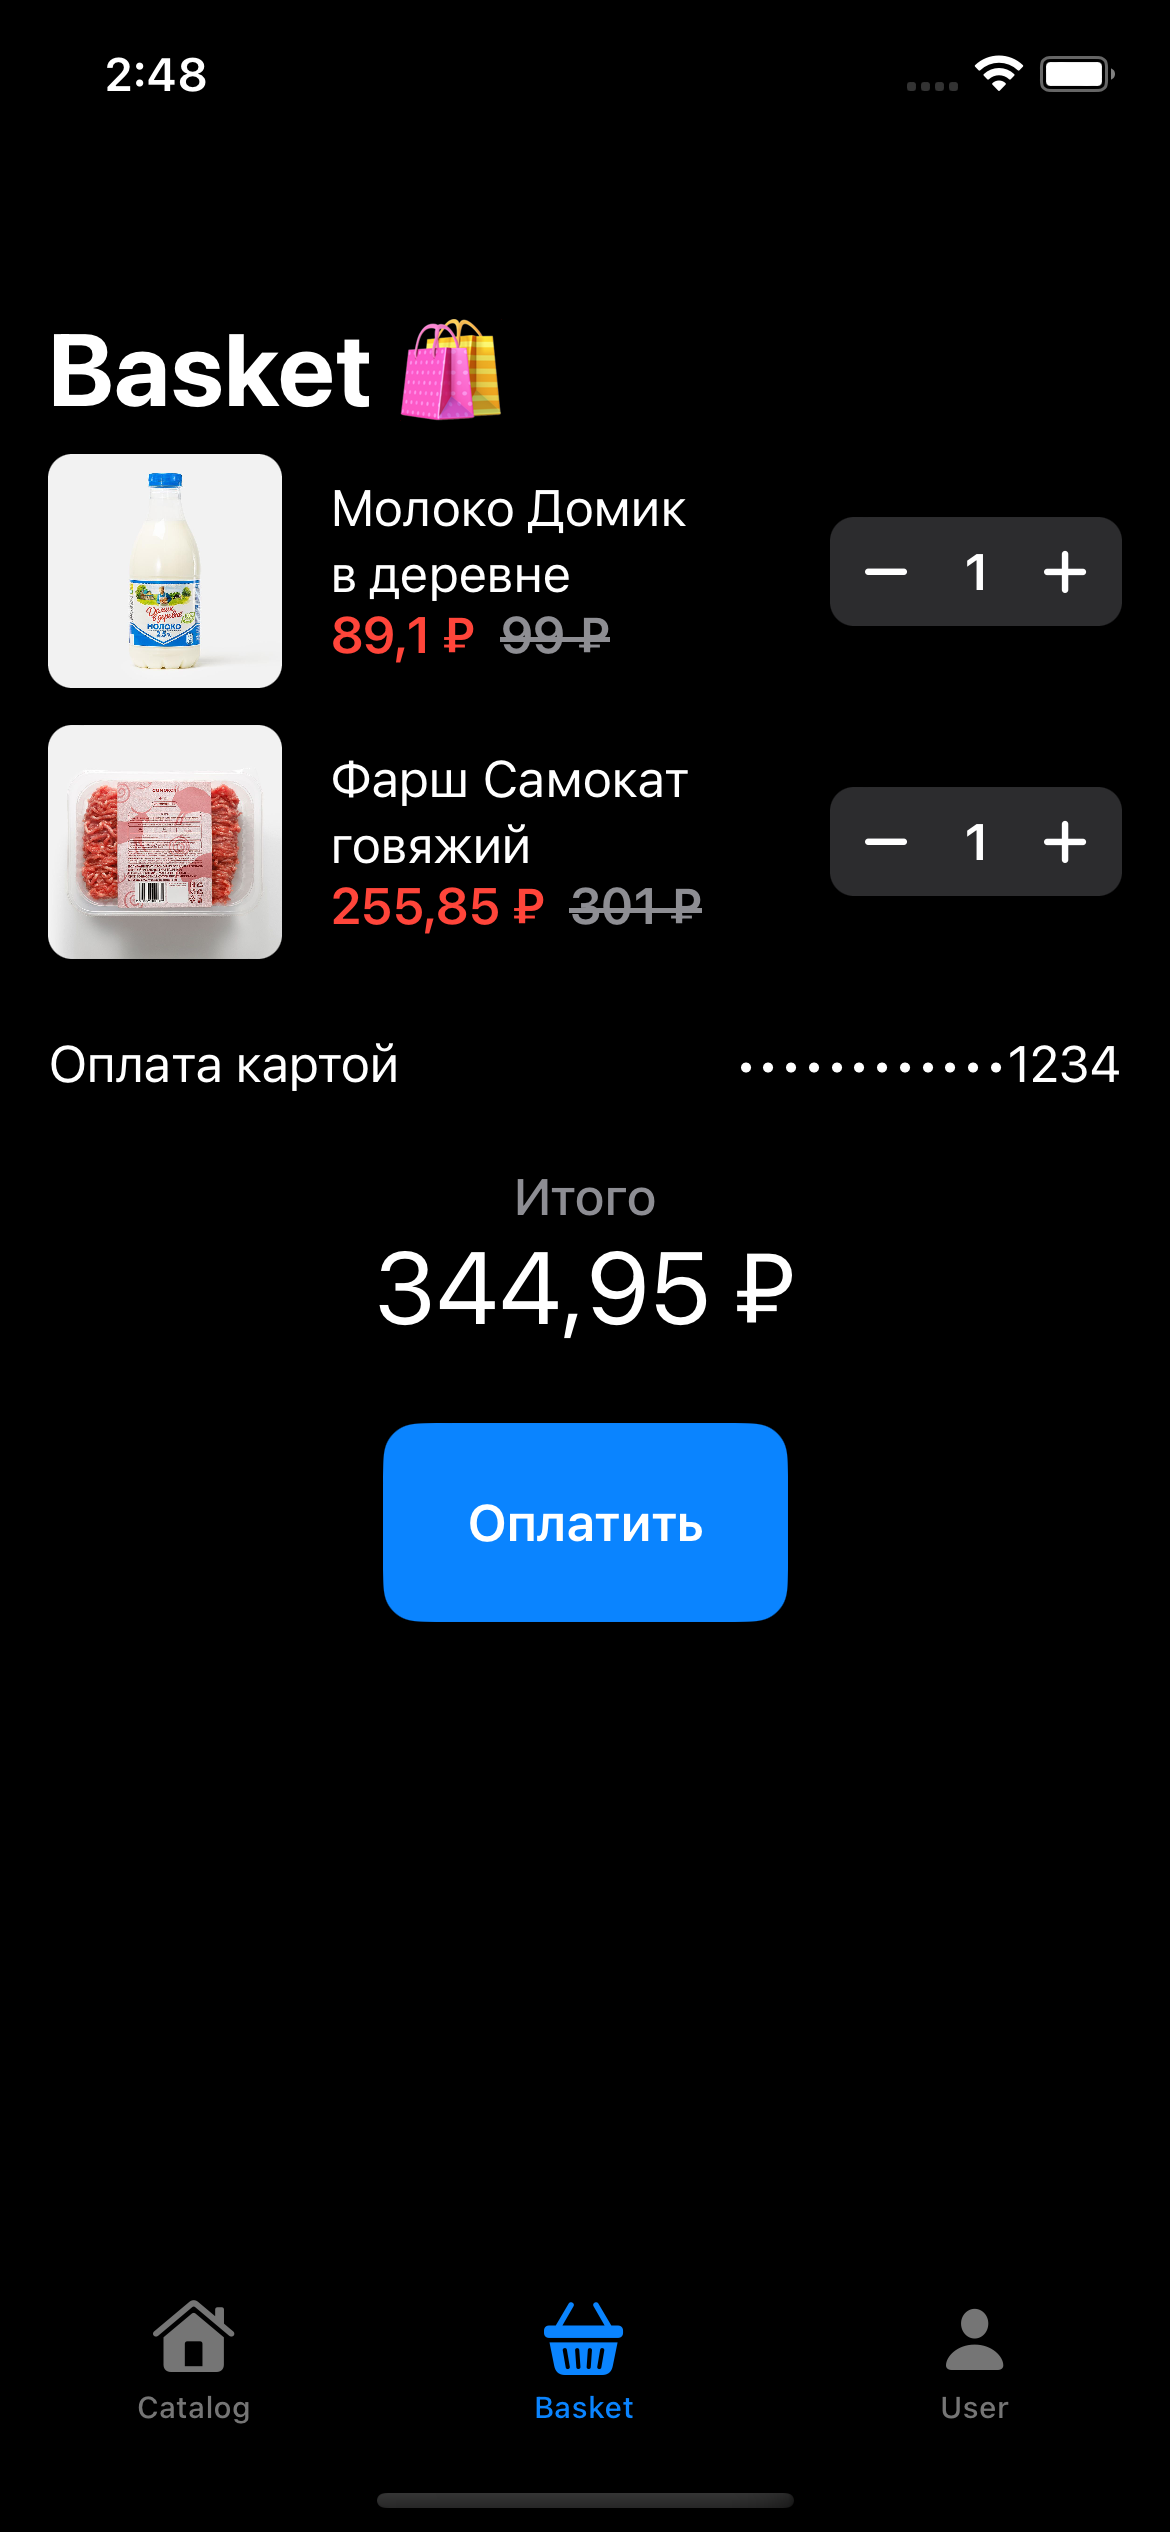 2:48
Basket
Молоко Домик
в деревне
89,1 ₽ 99 ₽
1
МОЛОКО
Фарш Самокат
говяжий
255,85 ₽ 301 ₽
1
Оплата картой
••••••••••••1234
Итого
344,95 ₽
Оплатить
Catalog
Basket
User